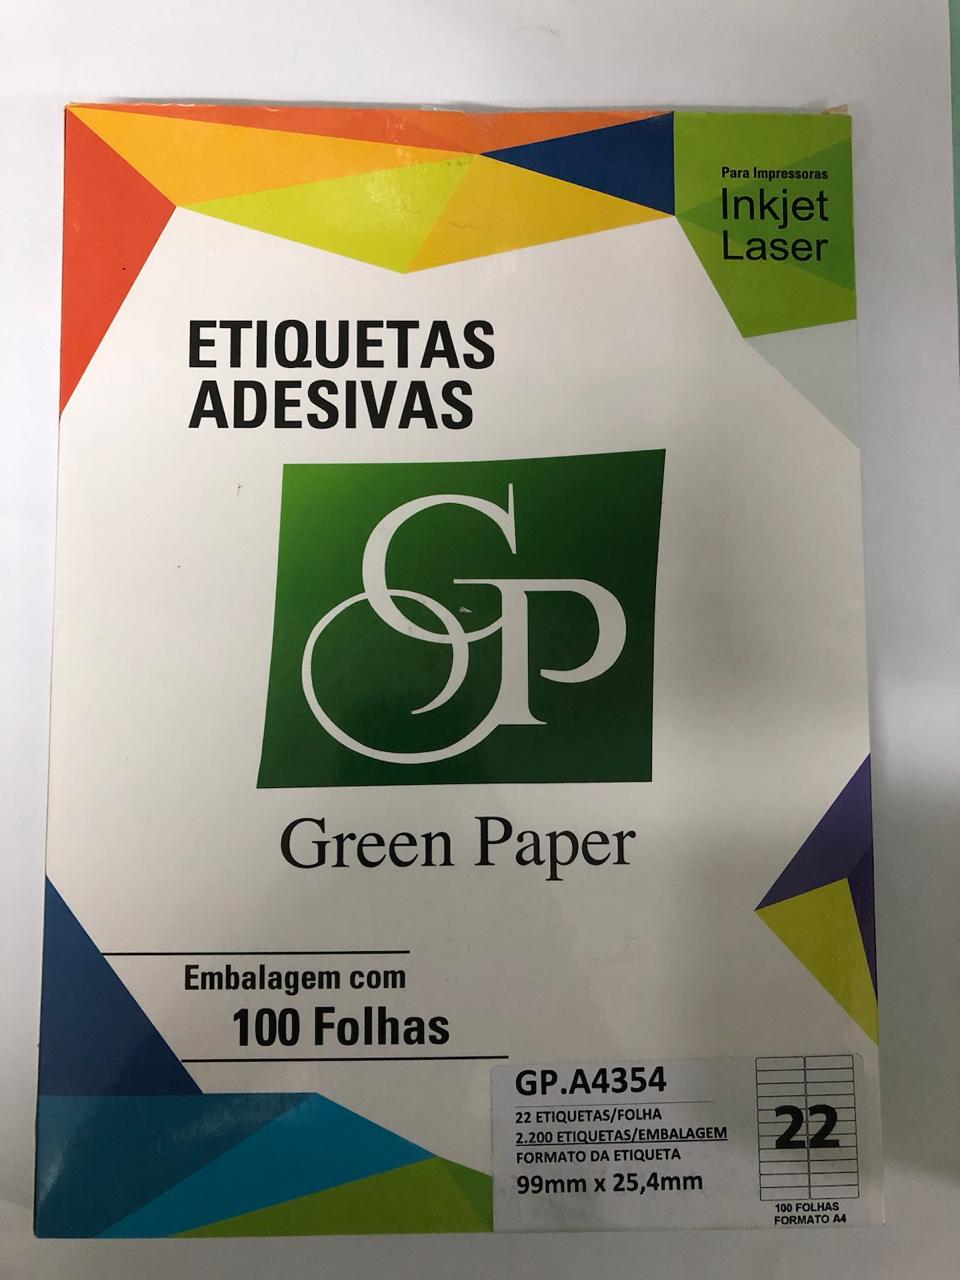 Para Impressoras
Inkjet
Laser
ETIQUETAS
ADESIVAS
GP
Green Paper
Embalagem com
100 Folhas
GP.A4354
22 ETIQUETAS/FOLHA
2.200 ETIQUETAS/EMBALAGEM
FORMATO DA ETIQUETA
99mm x 25,4mm
22
100 FOLHAS
FORMATO A4